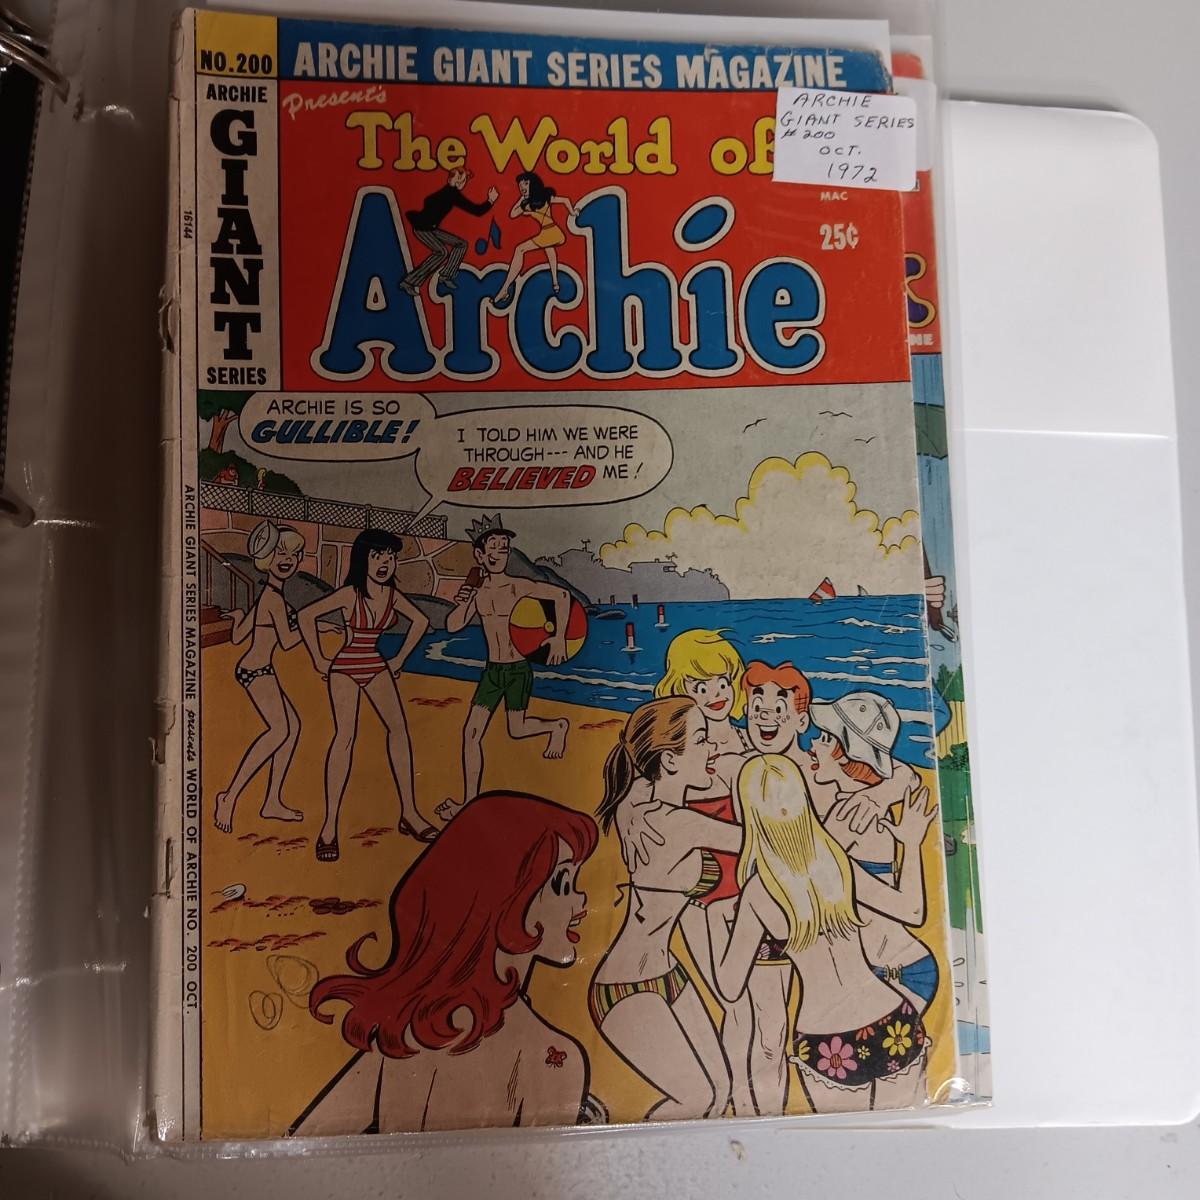 NO.200
ARCHIE GIANT SERIES MAGAZINE
ARCHIE
GIANT
SERIES
Present's
The World of
Archie
ARCHIE
GIANT SERIES
# 200
OCT.
1972
MAC
25¢
16144
ARCHIE IS SO
GULLIBLE!
I TOLD HIM WE WERE
THROUGH--- AND HE
BELIEVED ME!
ARCHIE GIANT SERIES MAGAZINE presents WORLD OF ARCHIE NO. 200 OCT.